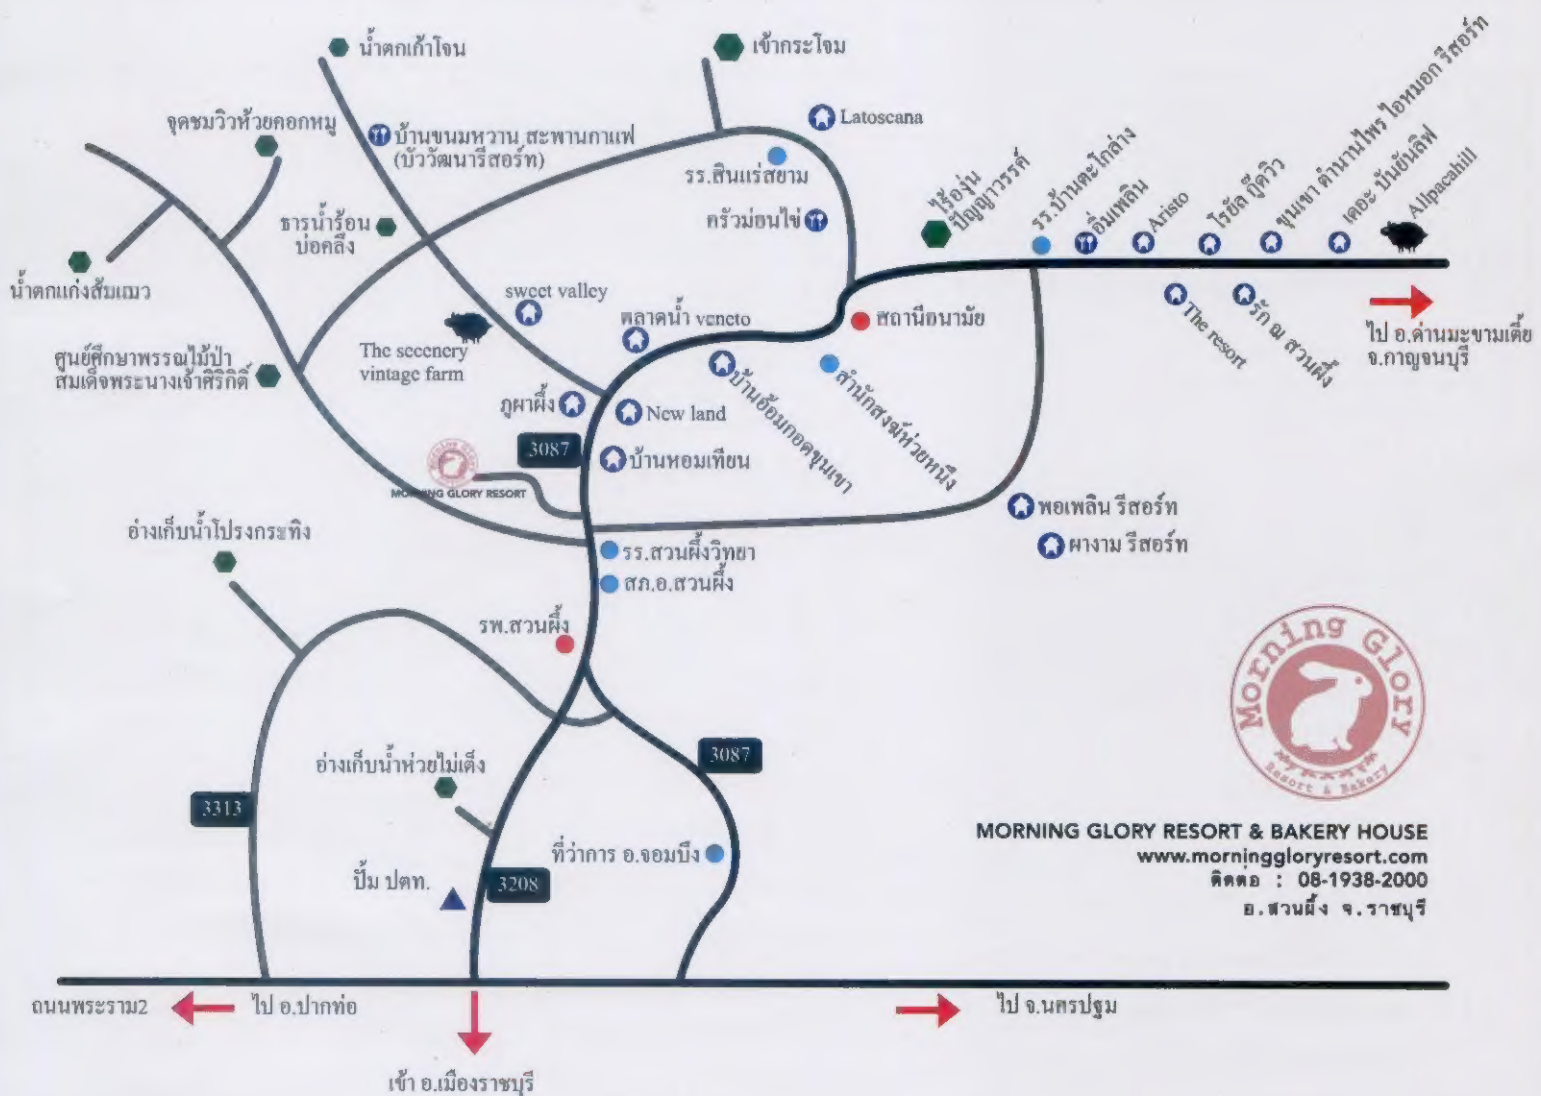 น้ำตกเก้าโจน
เข้ากระโจม
จุดชมวิวห้วยคอกหมู
บ้านขนมหวาน สะพานกาแฟ
(บัววัฒนารีสอร์ท)
Latoscana
รร.สินแร่สยาม
ครัวม่อนไข่
ธารน้ำร้อน
บ่อคลึง
น้ำตกแก่งส้มแมว
ไร่องุ่น
ปัญญาวรรค์
รร.บ้านตะโกล่าง
อิ่มเพลิน
Aristo
โรยัล กู๊ดวิว
ขุนเขา ตำนานไพร ไอหมอก รีสอร์ท
เดอะ ปันยันลิฟ
Allpacahill
sweet valley
ตลาดน้ำ veneto
สถานีอนามัย
The resort
รัก ณ สวนผึ้ง
ไป อ.ด่านมะขามเตี้ย
จ.กาญจนบุรี
The secenery
vintage farm
ศูนย์ศึกษาพรรณไม้ป่า
สมเด็จพระนางเจ้าศิริกิติ์
ภูผาผึ้ง
New land
บ้านอ้อมกอดขุนเขา
สำนักสงฆ์ห่วยหนึง
3087
บ้านหอมเทียน
Morning Glory
MORNING GLORY RESORT
พอเพลิน รีสอร์ท
ผางาม รีสอร์ท
อ่างเก็บน้ำโปรงกระทิง
รร.สวนผึ้งวิทยา
สภ.อ.สวนผึ้ง
รพ.สวนผึ้ง
Morning Glory
Resort & Bakery
อ่างเก็บน้ำห่วยไม่เต็ง
3087
3313
ที่ว่าการ อ.จอมบึง
ปั้ม ปตท.
3208
MORNING GLORY RESORT & BAKERY HOUSE
www.morninggloryresort.com
ติดต่อ : 08-1938-2000
อ.สวนผึ้ง จ.ราชบุรี
ถนนพระราม2
ไป อ.ปากท่อ
ไป จ.นครปฐม
เข้า อ.เมืองราชบุรี